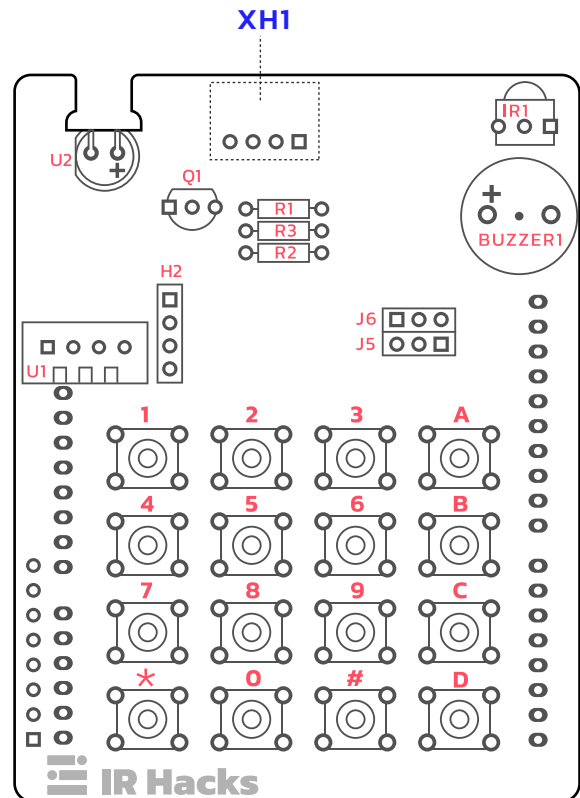 XH1
IR1
U2
+
Q1
+
R1
R3
BUZZER1
R2
H2
J6
J5
U1
1 2 3 A
4 5 6 B
7 8 9 C
* 0 # D
IR Hacks